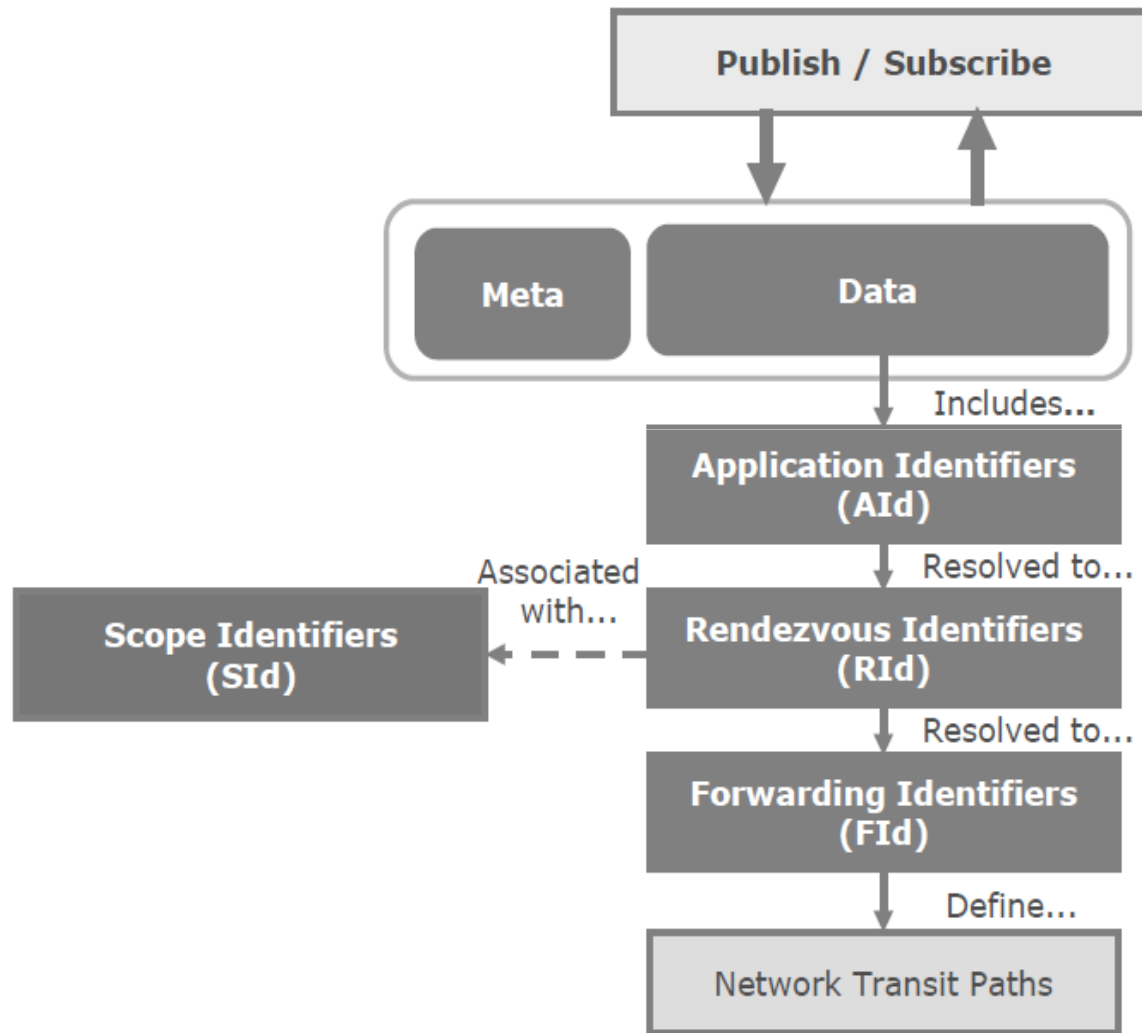 Publish / Subscribe
Meta
Data
Includes...
Application Identifiers
(AId)
Resolved to...
Associated
with...
Scope Identifiers
(SId)
Rendezvous Identifiers
(RId)
Resolved to...
Forwarding Identifiers
(FId)
Define...
Network Transit Paths